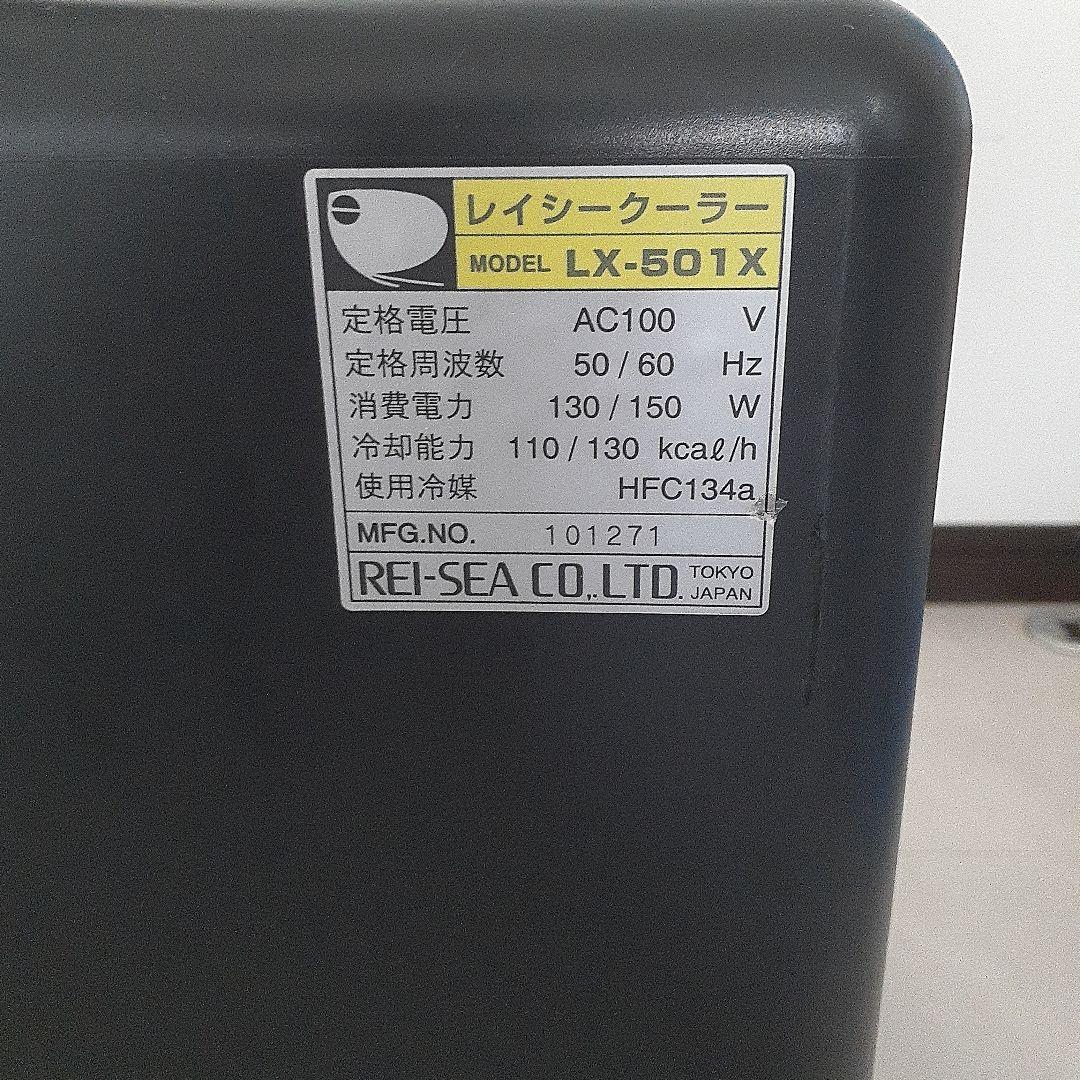 レイシークーラー
MODEL LX-501X
定格電圧 AC100 V
定格周波数 50/60 Hz
消費電力 130/150 W
冷却能力 110/130 kcaℓ/h
使用冷媒 HFC134a
MFG.NO. 101271
REI-SEA CO.,LTD. TOKYO JAPAN